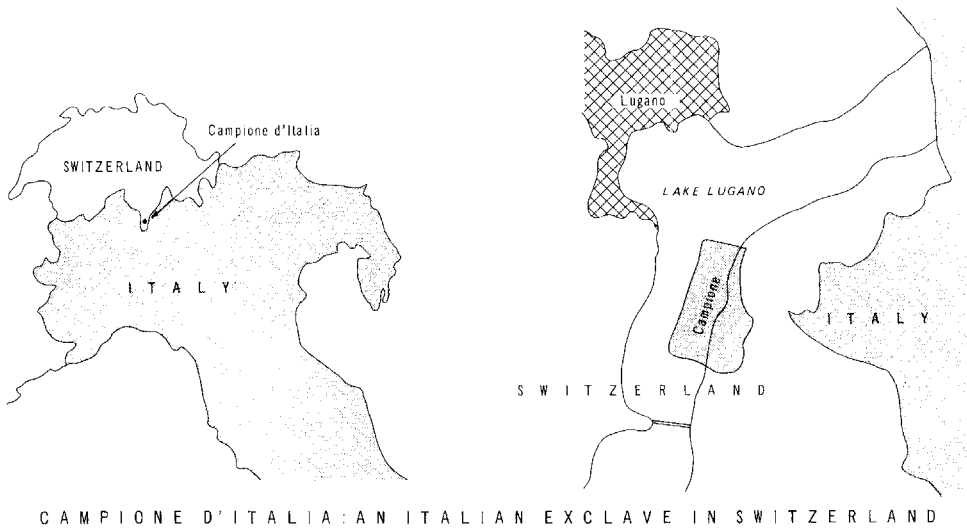 Campione d'Italia
SWITZERLAND
ITALY
Lugano
LAKE LUGANO
Campione
ITALY
SWITZERLAND
CAMPIONE D'ITALIA: AN ITALIAN EXCLAVE IN SWITZERLAND